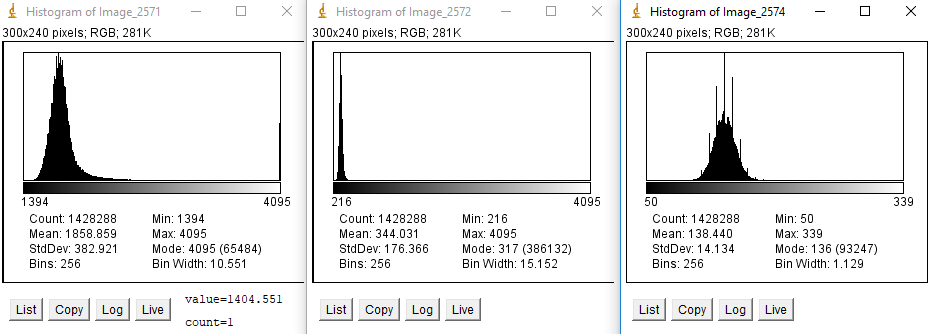 Histogram of Image_2571
300x240 pixels; RGB; 281K
1394 4095
Count: 1428288 Min: 1394
Mean: 1858.859 Max: 4095
StdDev: 382.921 Mode: 4095 (65484)
Bins: 256 Bin Width: 10.551
List Copy Log Live value=1404.551
count=1
Histogram of Image_2572
300x240 pixels; RGB; 281K
216 4095
Count: 1428288 Min: 216
Mean: 344.031 Max: 4095
StdDev: 176.366 Mode: 317 (386132)
Bins: 256 Bin Width: 15.152
List Copy Log Live
Histogram of Image_2574
300x240 pixels; RGB; 281K
50 339
Count: 1428288 Min: 50
Mean: 138.440 Max: 339
StdDev: 14.134 Mode: 136 (93247)
Bins: 256 Bin Width: 1.129
List Copy Log Live